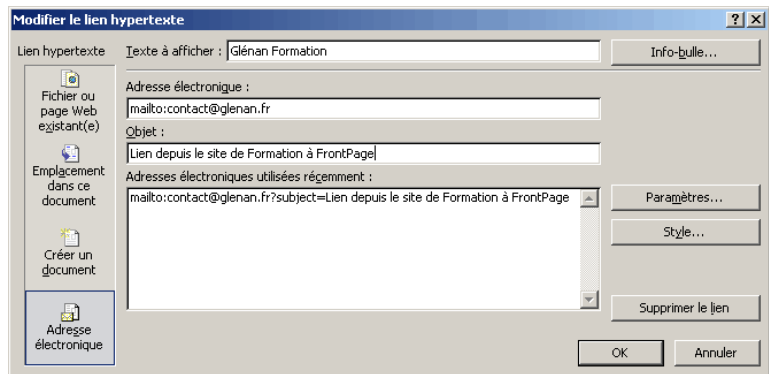 Modifier le lien hypertexte
Lien hypertexte
Texte à afficher : Glénan Formation
Info-bulle...
Fichier ou
page Web
existant(e)
Emplacement
dans ce
document
Créer un
document
Adresse
électronique
Adresse électronique :
mailto:contact@glenan.fr
Objet :
Lien depuis le site de Formation à FrontPage
Adresses électroniques utilisées récemment :
mailto:contact@glenan.fr?subject=Lien depuis le site de Formation à FrontPage
Paramètres...
Style...
Supprimer le lien
OK
Annuler